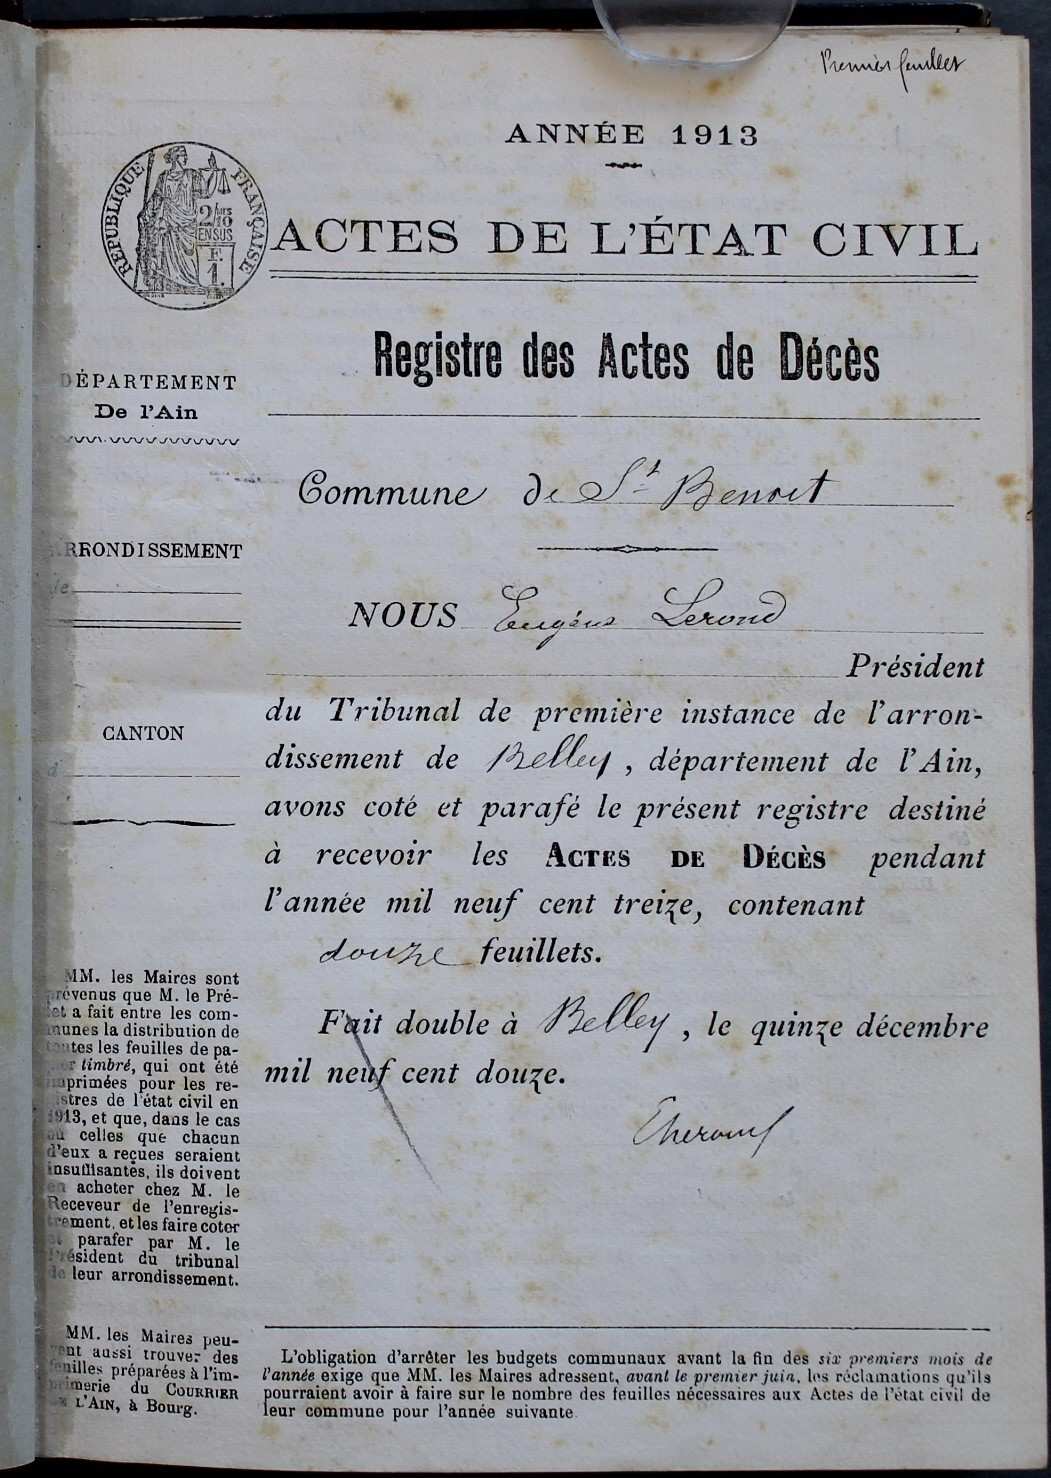 Premier feuillet
ANNÉE 1913
RÉPUBLIQUE FRANÇAISE
2/10
EN SUS
F.
1.
ACTES DE L'ÉTAT CIVIL
Registre des Actes de Décès
DÉPARTEMENT
De l'Ain
Commune de St Benoit
ARRONDISSEMENT
de
NOUS Eugène Lerond
Président
du Tribunal de première instance de l'arron-
dissement de Belley, département de l'Ain,
avons coté et parafé le présent registre destiné
à recevoir les ACTES DE DÉCÈS pendant
l'année mil neuf cent treize, contenant
douze feuillets.
Fait double à Belley, le quinze décembre
mil neuf cent douze.
CANTON
d
MM. les Maires sont
prévenus que M. le Pré-
fet a fait entre les com-
munes la distribution de
toutes les feuilles de pa-
pier timbré, qui ont été
imprimées pour les re-
gistres de l'état civil en
1913, et que, dans le cas
où celles que chacun
d'eux a reçues seraient
insuffisantes, ils doivent
en acheter chez M. le
Receveur de l'enregis-
trement, et les faire coter
et parafer par M. le
Président du tribunal
de leur arrondissement.
MM. les Maires peu-
vent aussi trouver des
feuilles préparées à l'im-
primerie du COURRIER
DE L'AIN, à Bourg.
L'obligation d'arrêter les budgets communaux avant la fin des six premiers mois de
l'année exige que MM. les Maires adressent, avant le premier juin, les réclamations qu'ils
pourraient avoir à faire sur le nombre des feuilles nécessaires aux Actes de l'état civil de
leur commune pour l'année suivante.